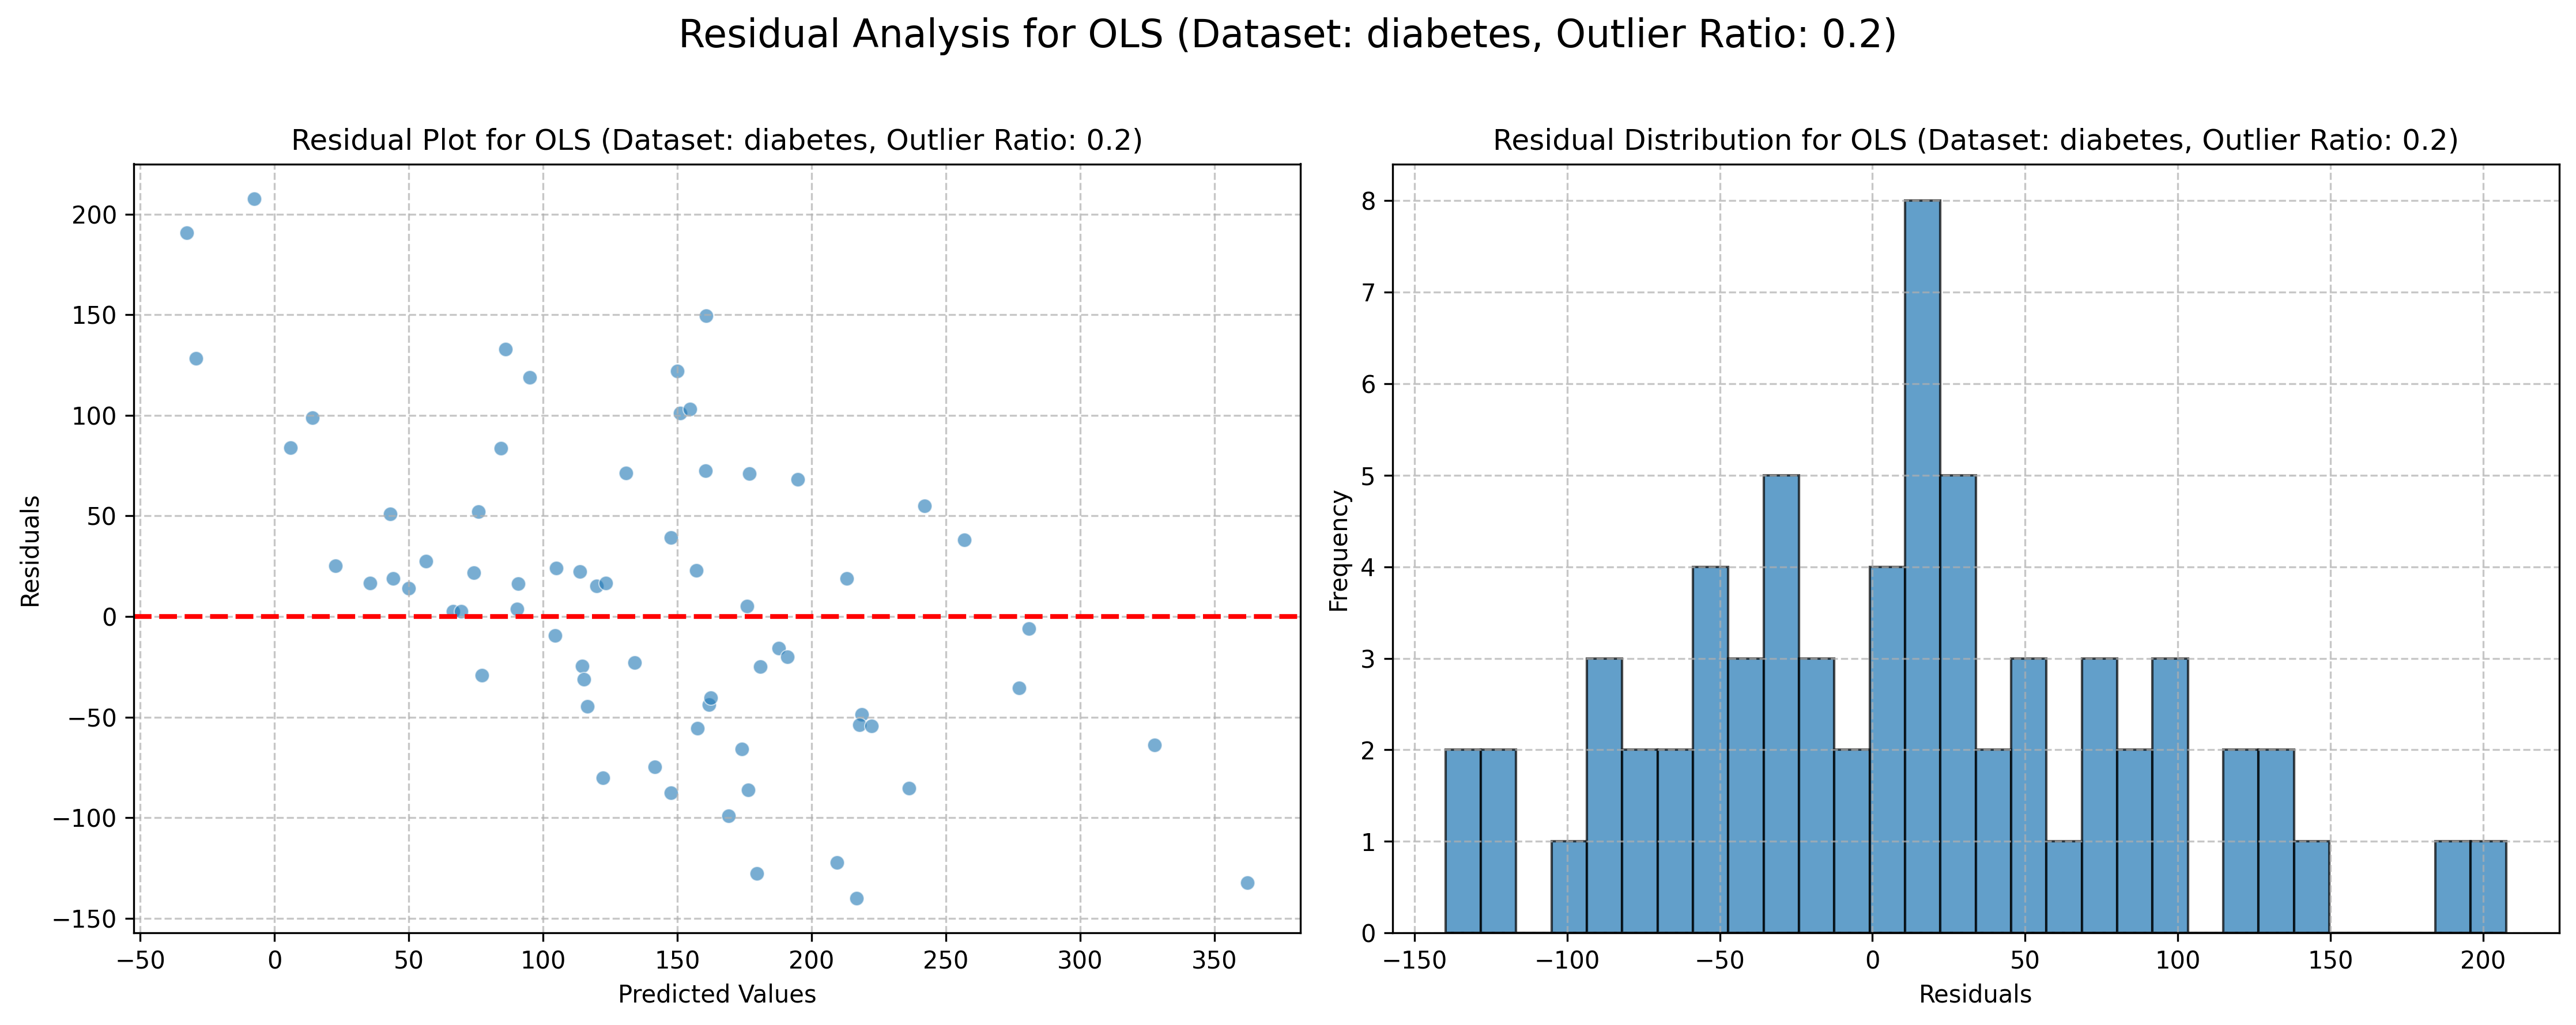 Residual Analysis for OLS (Dataset: diabetes, Outlier Ratio: 0.2)
Residual Plot for OLS (Dataset: diabetes, Outlier Ratio: 0.2)
Residuals
200
150
100
50
0
−50
−100
−150
−50 0 50 100 150 200 250 300 350
Predicted Values
Residual Distribution for OLS (Dataset: diabetes, Outlier Ratio: 0.2)
Frequency
8
7
6
5
4
3
2
1
0
−150 −100 −50 0 50 100 150 200
Residuals